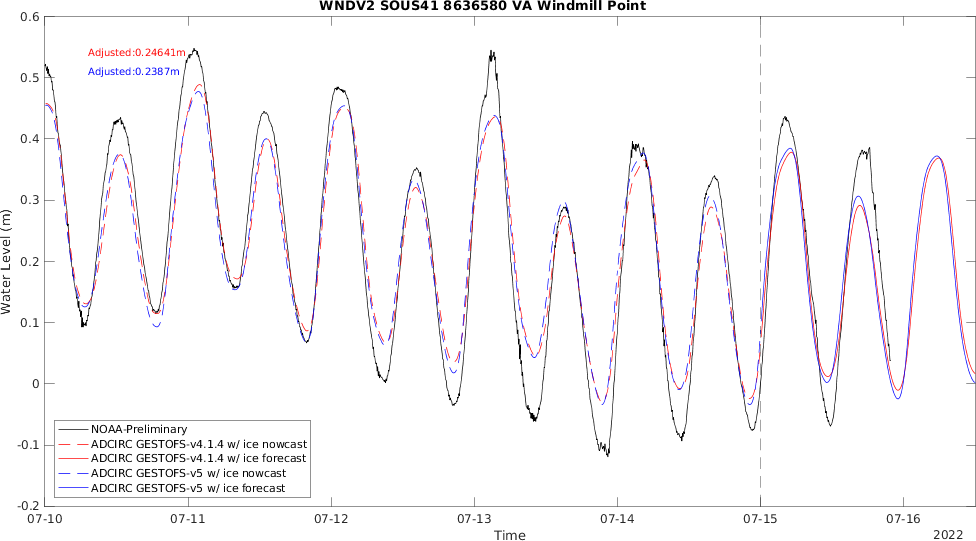 WNDV2 SOUS41 8636580 VA Windmill Point
0.6
0.5
0.4
0.3
0.2
0.1
0
-0.1
-0.2
Water Level (m)
Adjusted:0.24641m
Adjusted:0.2387m
NOAA-Preliminary
ADCIRC GESTOFS-v4.1.4 w/ ice nowcast
ADCIRC GESTOFS-v4.1.4 w/ ice forecast
ADCIRC GESTOFS-v5 w/ ice nowcast
ADCIRC GESTOFS-v5 w/ ice forecast
07-10 07-11 07-12 07-13 07-14 07-15 07-16
Time
2022